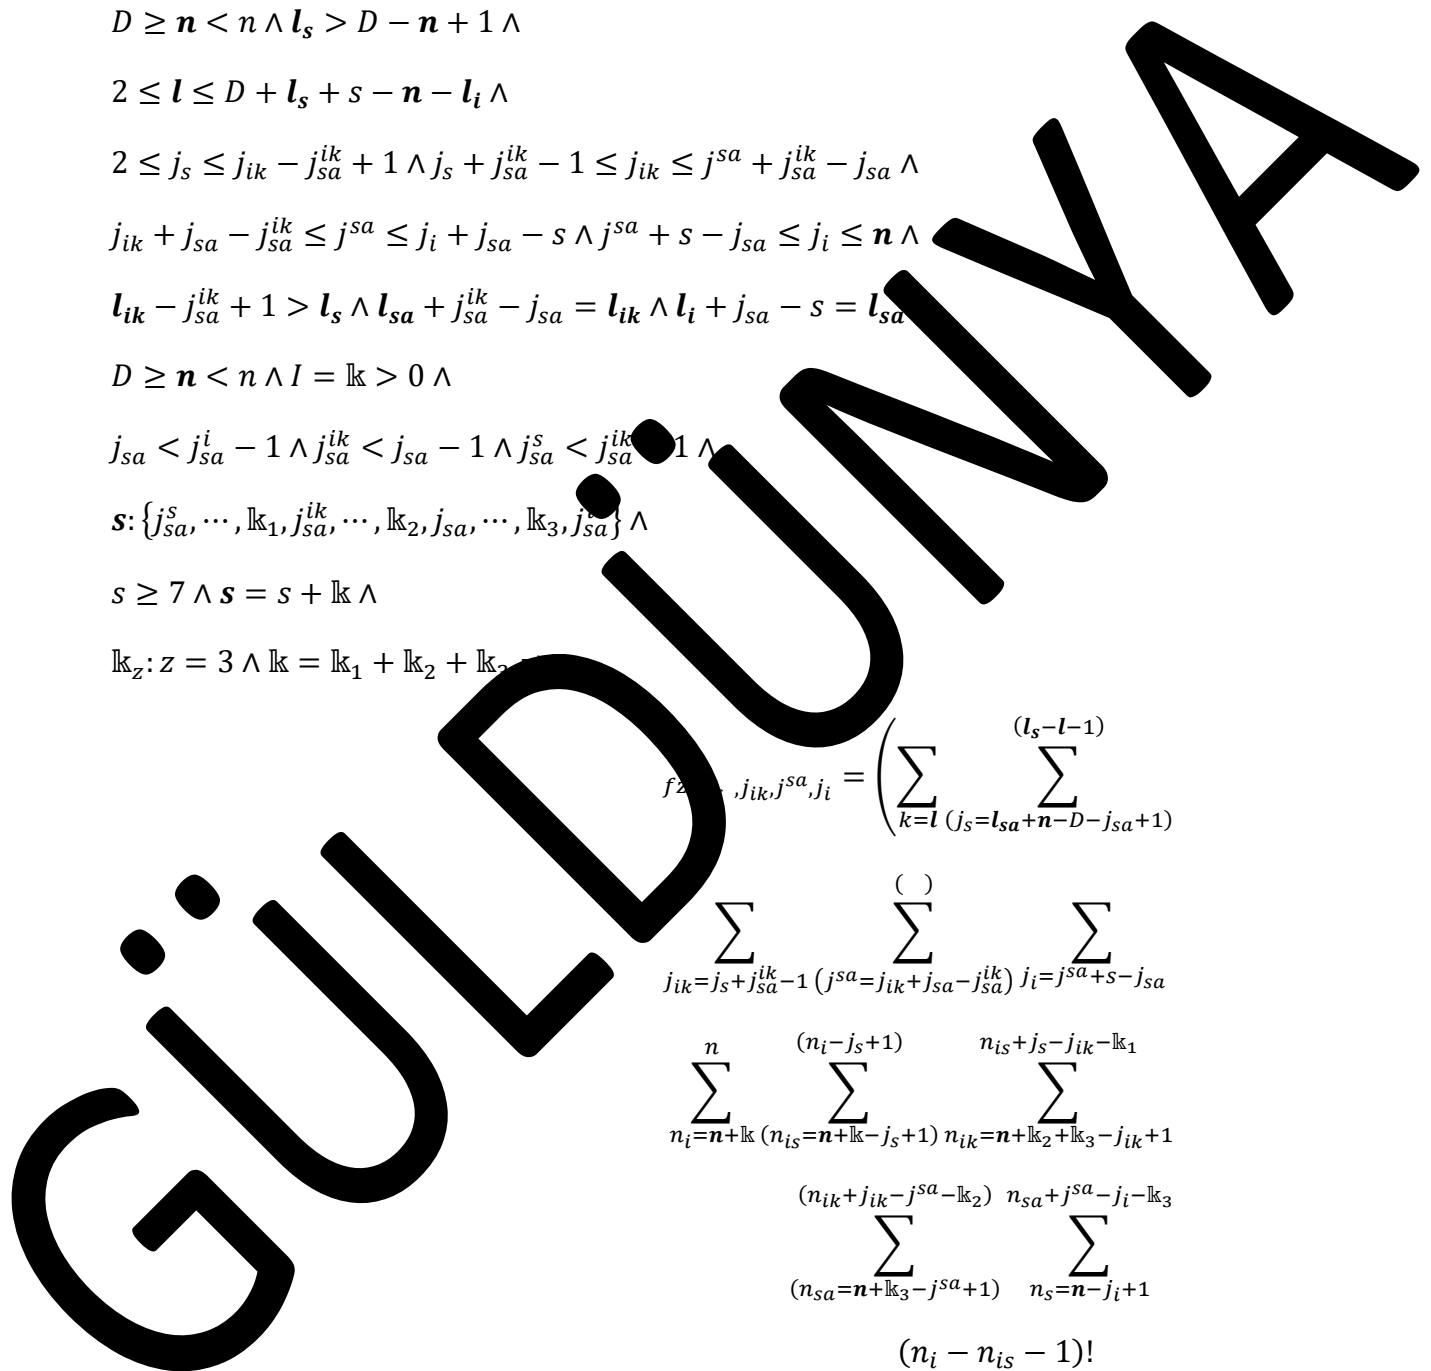 D ≥ 𝒏 < n ∧ 𝒍ₛ > D − 𝒏 + 1 ∧
2 ≤ 𝒍 ≤ D + 𝒍ₛ + s − 𝒏 − 𝒍ᵢ ∧
2 ≤ j_s ≤ j_{ik} − j_{sa}^{ik} + 1 ∧ j_s + j_{sa}^{ik} − 1 ≤ j_{ik} ≤ j^{sa} + j_{sa}^{ik} − j_{sa} ∧
j_{ik} + j_{sa} − j_{sa}^{ik} ≤ j^{sa} ≤ j_i + j_{sa} − s ∧ j^{sa} + s − j_{sa} ≤ j_i ≤ 𝒏 ∧
𝒍_{ik} − j_{sa}^{ik} + 1 > 𝒍_s ∧ 𝒍_{sa} + j_{sa}^{ik} − j_{sa} = 𝒍_{ik} ∧ 𝒍_i + j_{sa} − s = 𝒍_{sa}
D ≥ 𝒏 < n ∧ I = 𝕜 > 0 ∧
j_{sa} < j_{sa}^{i} − 1 ∧ j_{sa}^{ik} < j_{sa} − 1 ∧ j_{sa}^{s} < j_{sa}^{ik} 1 ∧
𝒔: {j_{sa}^{s}, ⋯ , 𝕜_1, j_{sa}^{ik}, ⋯ , 𝕜_2, j_{sa}, ⋯ , 𝕜_3, j_{sa}} ∧
s ≥ 7 ∧ 𝒔 = s + 𝕜 ∧
𝕜_z: z = 3 ∧ 𝕜 = 𝕜_1 + 𝕜_2 + 𝕜_3
fz ,j_{ik},j^{sa},j_i = ( ∑_{k=𝒍} ∑_{(j_s=𝒍_{sa}+𝒏−D−j_{sa}+1)}^{(𝒍_s−𝒍−1)}
∑_{j_{ik}=j_s+j_{sa}^{ik}−1} ∑_{(j^{sa}=j_{ik}+j_{sa}−j_{sa}^{ik})}^{( )} ∑_{j_i=j^{sa}+s−j_{sa}}
∑_{n_i=𝒏+𝕜}^{n} ∑_{(n_{is}=𝒏+𝕜−j_s+1)}^{(n_i−j_s+1)} ∑_{n_{ik}=𝒏+𝕜_2+𝕜_3−j_{ik}+1}^{n_{is}+j_s−j_{ik}−𝕜_1}
∑_{(n_{sa}=𝒏+𝕜_3−j^{sa}+1)}^{(n_{ik}+j_{ik}−j^{sa}−𝕜_2)} ∑_{n_s=𝒏−j_i+1}^{n_{sa}+j^{sa}−j_i−𝕜_3}
(n_i − n_{is} − 1)!
GÜLDÜNYA